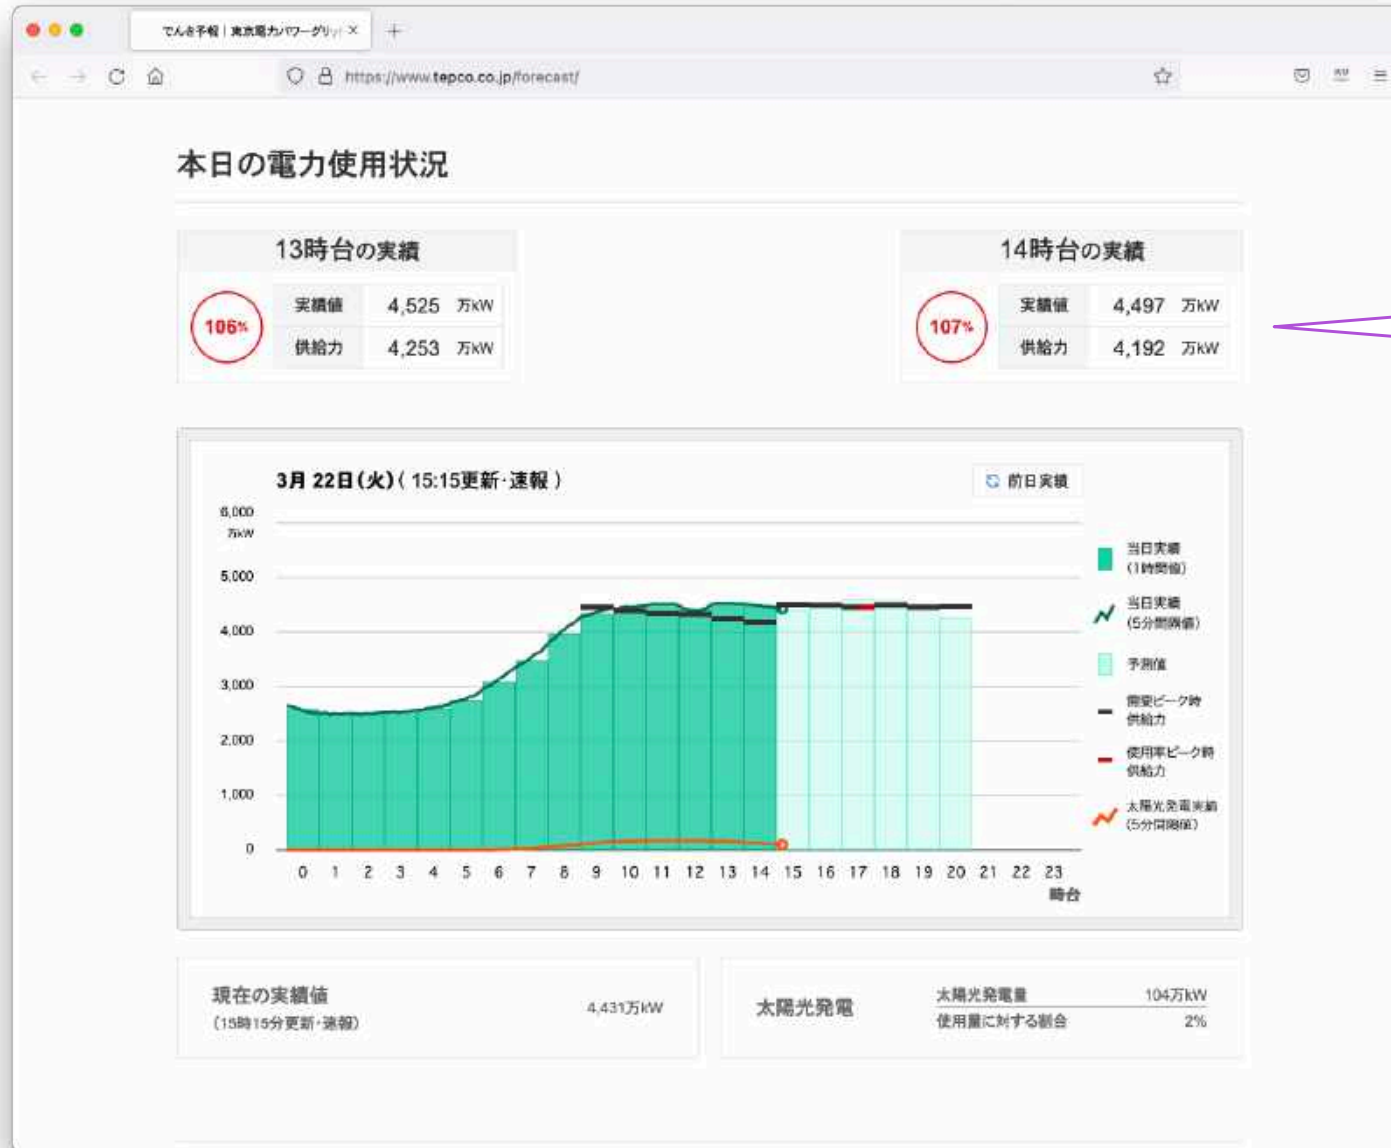 でんき予報 | 東京電力パワーグリッ
https://www.tepco.co.jp/forecast/
本日の電力使用状況
13時台の実績
106%
実績値 4,525 万kW
供給力 4,253 万kW
14時台の実績
107%
実績値 4,497 万kW
供給力 4,192 万kW
3月 22日(火) ( 15:15更新・速報 )
前日実績
6,000
万kW
5,000
4,000
3,000
2,000
1,000
0
0 1 2 3 4 5 6 7 8 9 10 11 12 13 14 15 16 17 18 19 20 21 22 23
時台
当日実績
(1時間値)
当日実績
(5分間隔値)
予測値
需要ピーク時
供給力
使用率ピーク時
供給力
太陽光発電実績
(5分間隔値)
現在の実績値
(15時15分更新・速報)
4,431万kW
太陽光発電
太陽光発電量 104万kW
使用量に対する割合 2%